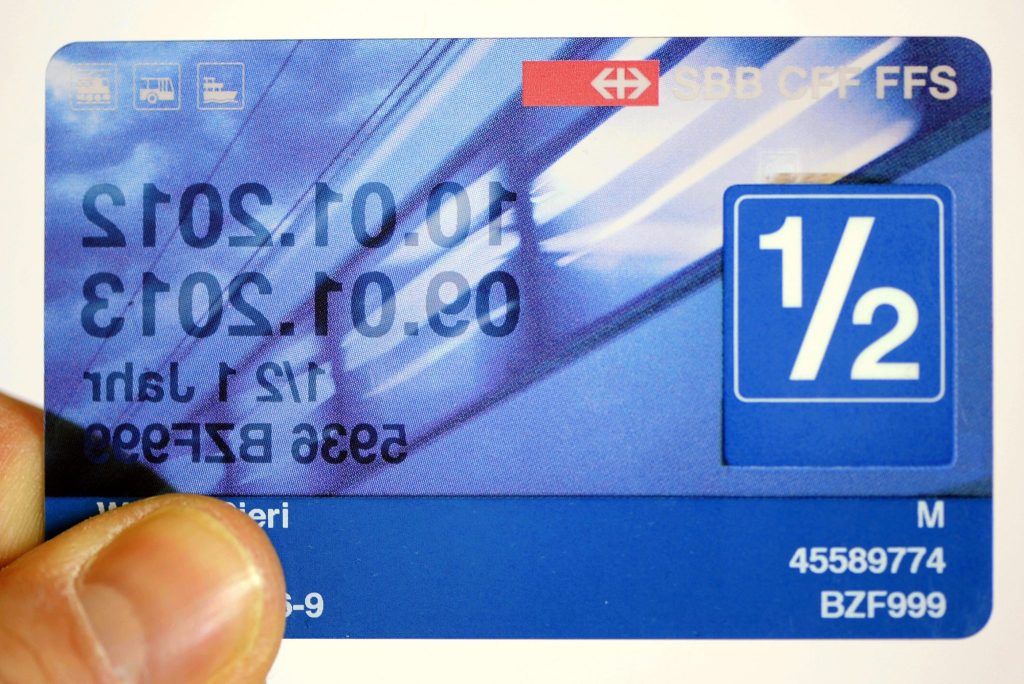 SBB CFF FFS
10.01.2012
09.01.2013
1/2 1 Jahr
5936 BZF999
1/2
M
45589774
BZF999